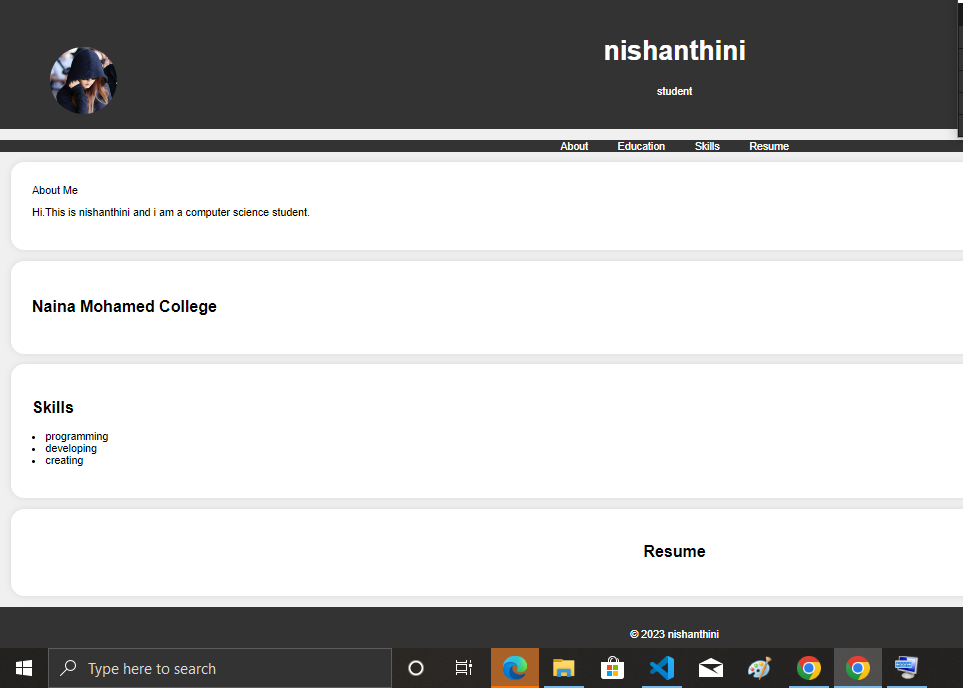 nishanthini
student
About Education Skills Resume
About Me
Hi.This is nishanthini and i am a computer science student.
Naina Mohamed College
Skills
programming
developing
creating
Resume
© 2023 nishanthini
Type here to search